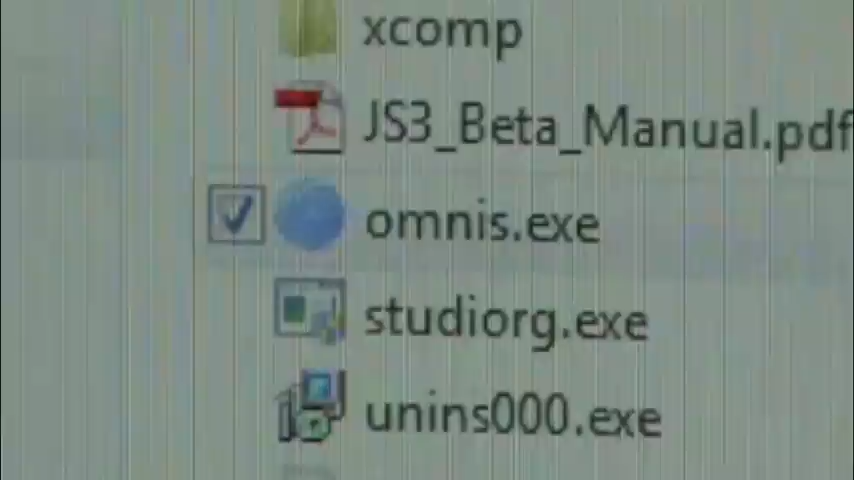 xcomp
JS3_Beta_Manual.pdf
omnis.exe
studiorg.exe
unins000.exe